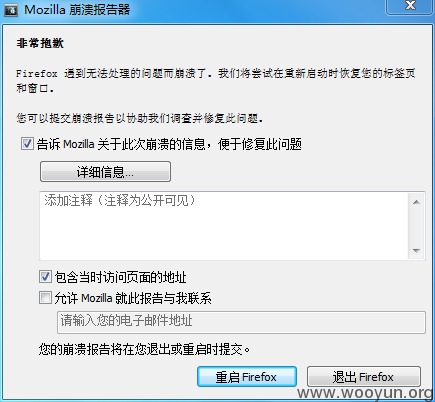 Mozilla 崩溃报告器
非常抱歉
Firefox 通到无法处理的问题而崩溃了。我们将尝试在重新启动时恢复您的标签页
和窗口。
您可以提交崩溃报告以协助我们调查并修复此问题。
告诉 Mozilla 关于此次崩溃的信息，便于修复此问题
详细信息...
添加注释（注释为公开可见）
包含当时访问页面的地址
允许 Mozilla 就此报告与我联系
请输入您的电子邮件地址
您的崩溃报告将在您退出或重启时提交。
重启 Firefox
退出 Firefox
www.wooyun.org